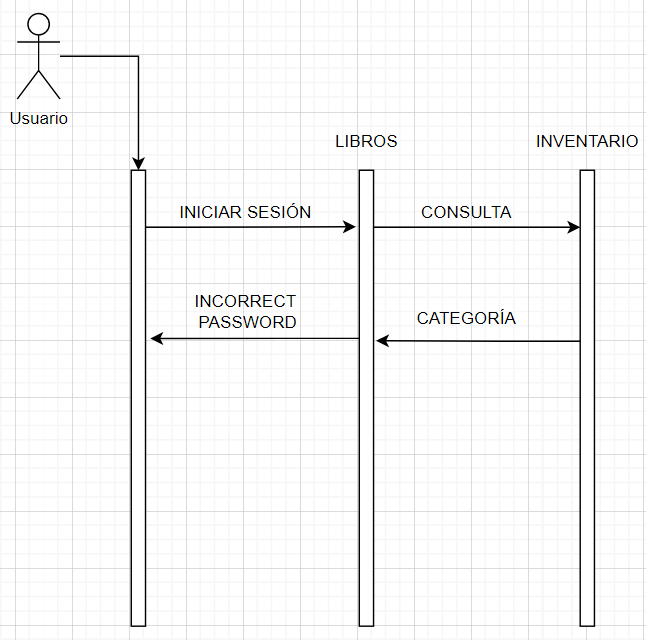 Usuario
LIBROS
INVENTARIO
INICIAR SESIÓN
CONSULTA
INCORRECT
PASSWORD
CATEGORÍA